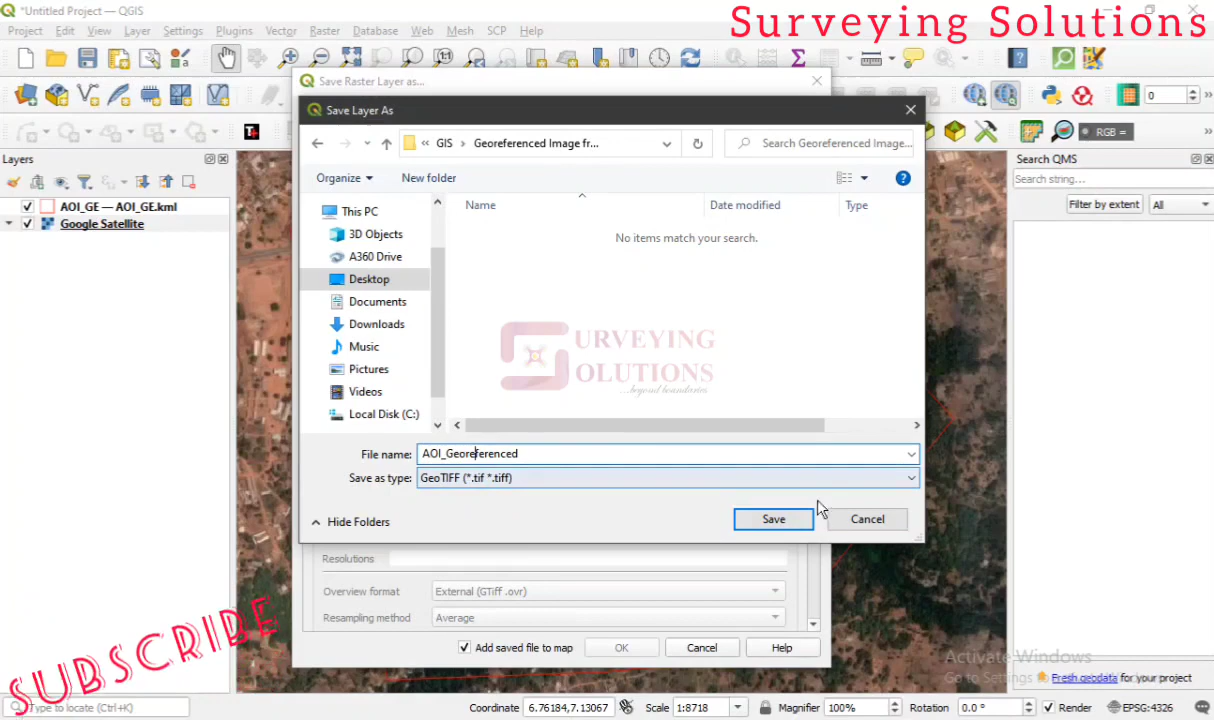 *Untitled Project — QGIS
Surveying Solutions
Project Edit View Layer Settings Plugins Vector Raster Database Web Mesh SCP Help
Save Raster Layer as...
0
Save Layer As
GIS Georeferenced Image fr...
Search Georeferenced Image...
RGB =
Layers
Search QMS
Organize
New folder
Search string...
AOI_GE — AOI_GE.kml
Google Satellite
This PC
Name
Date modified
Type
Filter by extent
All
3D Objects
No items match your search.
A360 Drive
Desktop
Documents
Downloads
Music
Pictures
Videos
Local Disk (C:)
SURVEYING
SOLUTIONS
...beyond boundaries
File name: AOI_Georeferenced
Save as type: GeoTIFF (*.tif *.tiff)
Hide Folders
Save
Cancel
Resolutions
Overview format
External (GTiff .ovr)
Resampling method
Average
SUBSCRIBE
Add saved file to map
OK
Cancel
Help
Activate Windows
Go to Settings to
Fresh geodata for your project
Type to locate (Ctrl+K)
Coordinate 6.76184,7.13067
Scale 1:8718
Magnifier 100%
Rotation 0.0 °
Render
EPSG:4326